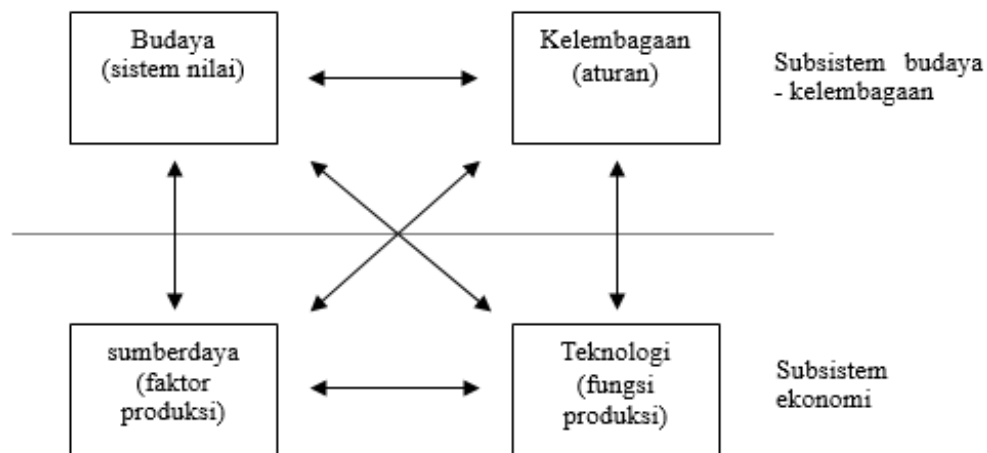 Budaya
(sistem nilai)
Kelembagaan
(aturan)
Subsistem budaya
- kelembagaan
sumberdaya
(faktor
produksi)
Teknologi
(fungsi
produksi)
Subsistem
ekonomi